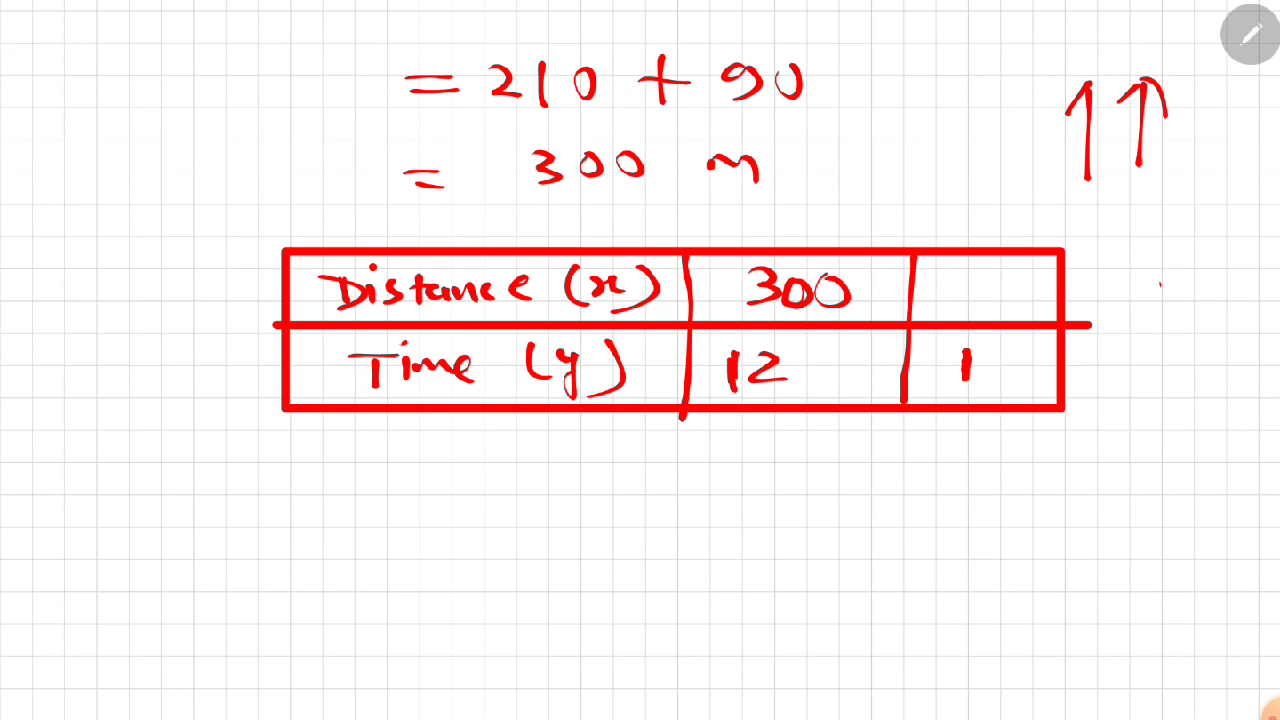 = 210 + 90
= 300 m
Distance (x) 300
Time (y) 12 1